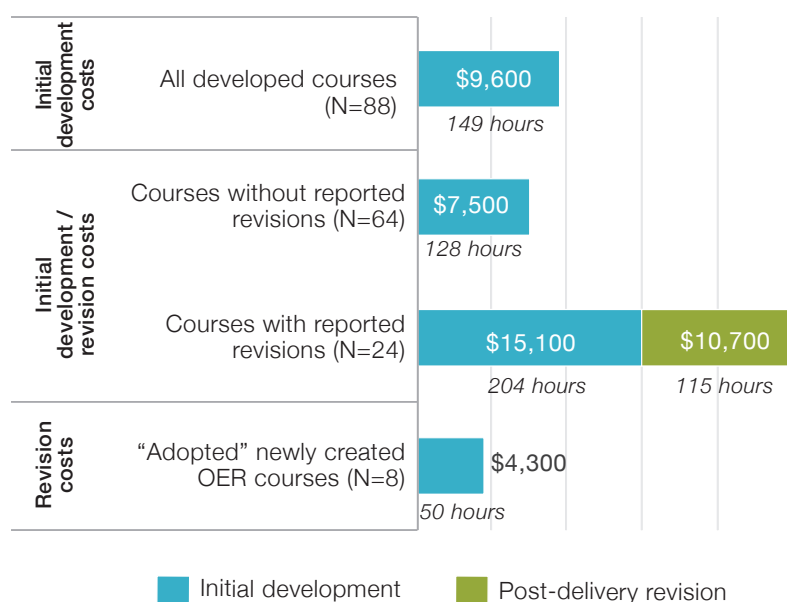 Initial
development
costs
All developed courses
(N=88)
$9,600
149 hours
Initial
development /
revision costs
Courses without reported
revisions (N=64)
$7,500
128 hours
Courses with reported
revisions (N=24)
$15,100
$10,700
204 hours
115 hours
Revision
costs
“Adopted” newly created
OER courses (N=8)
$4,300
50 hours
Initial development
Post-delivery revision